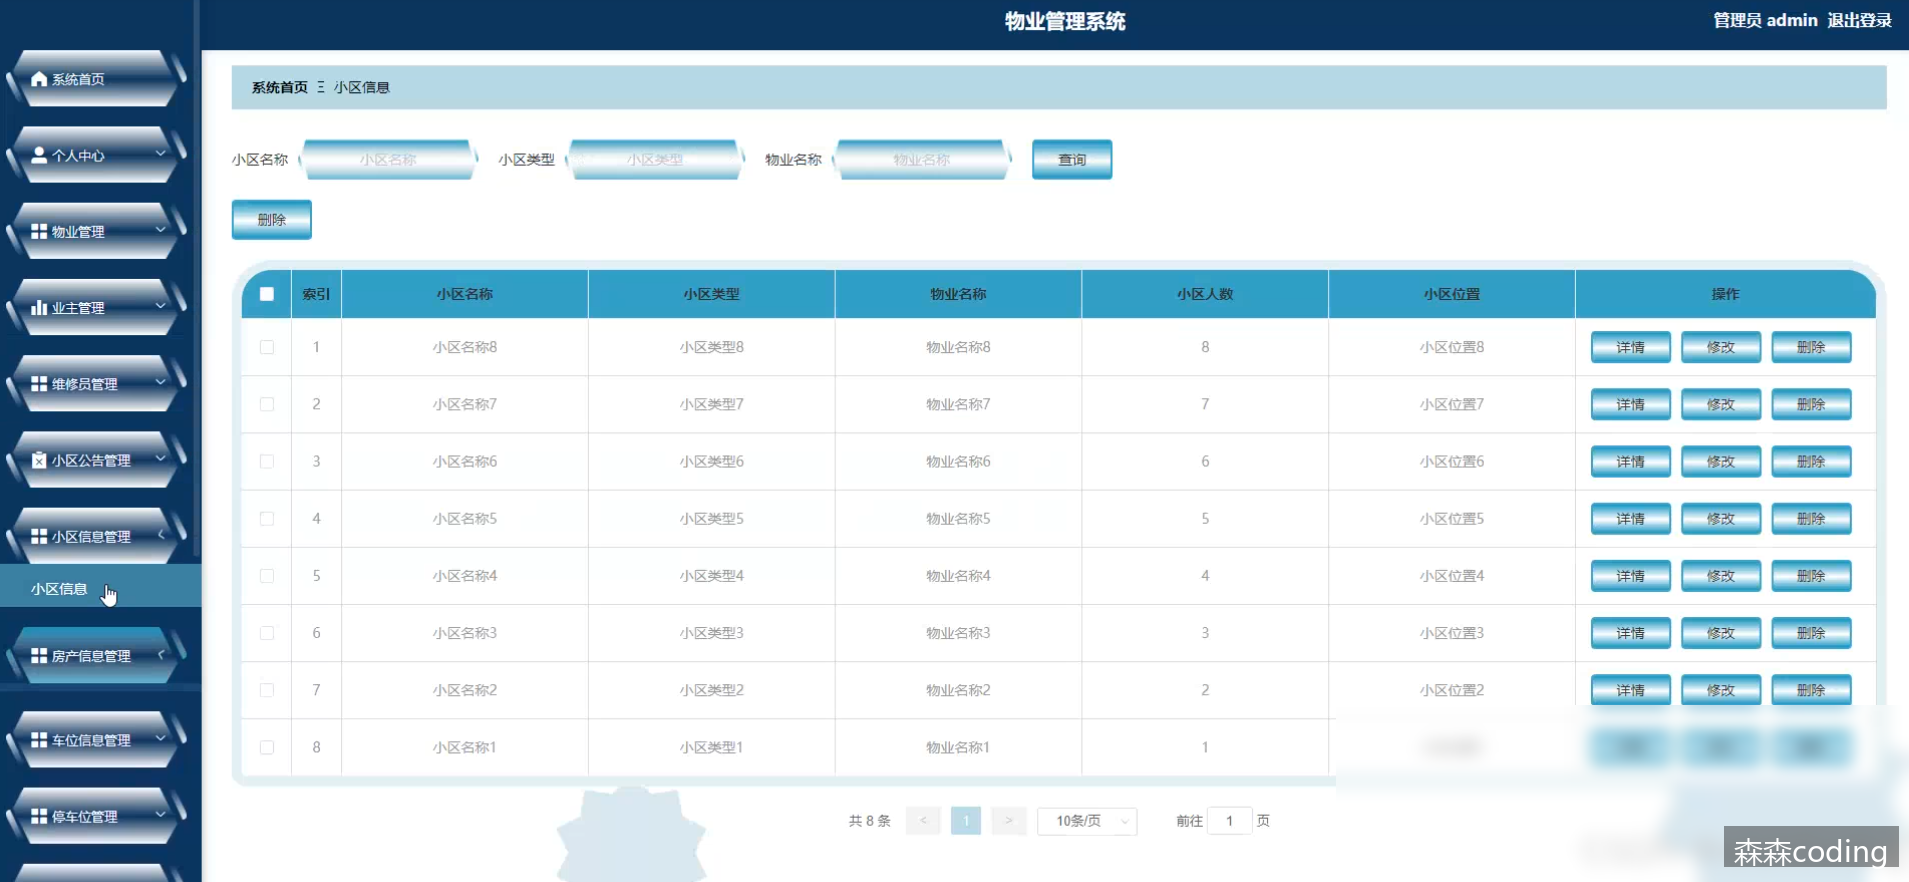 物业管理系统
管理员 admin 退出登录
系统首页
个人中心
物业管理
业主管理
维修员管理
小区公告管理
小区信息管理
小区信息
房产信息管理
车位信息管理
停车位管理
系统首页 Ξ 小区信息
小区名称 小区名称 小区类型 小区类型 物业名称 物业名称 查询
删除
索引 小区名称 小区类型 物业名称 小区人数 小区位置 操作
1 小区名称8 小区类型8 物业名称8 8 小区位置8 详情 修改 删除
2 小区名称7 小区类型7 物业名称7 7 小区位置7 详情 修改 删除
3 小区名称6 小区类型6 物业名称6 6 小区位置6 详情 修改 删除
4 小区名称5 小区类型5 物业名称5 5 小区位置5 详情 修改 删除
5 小区名称4 小区类型4 物业名称4 4 小区位置4 详情 修改 删除
6 小区名称3 小区类型3 物业名称3 3 小区位置3 详情 修改 删除
7 小区名称2 小区类型2 物业名称2 2 小区位置2 详情 修改 删除
8 小区名称1 小区类型1 物业名称1 1
共 8 条 < 1 > 10条/页 前往 1 页
森森coding